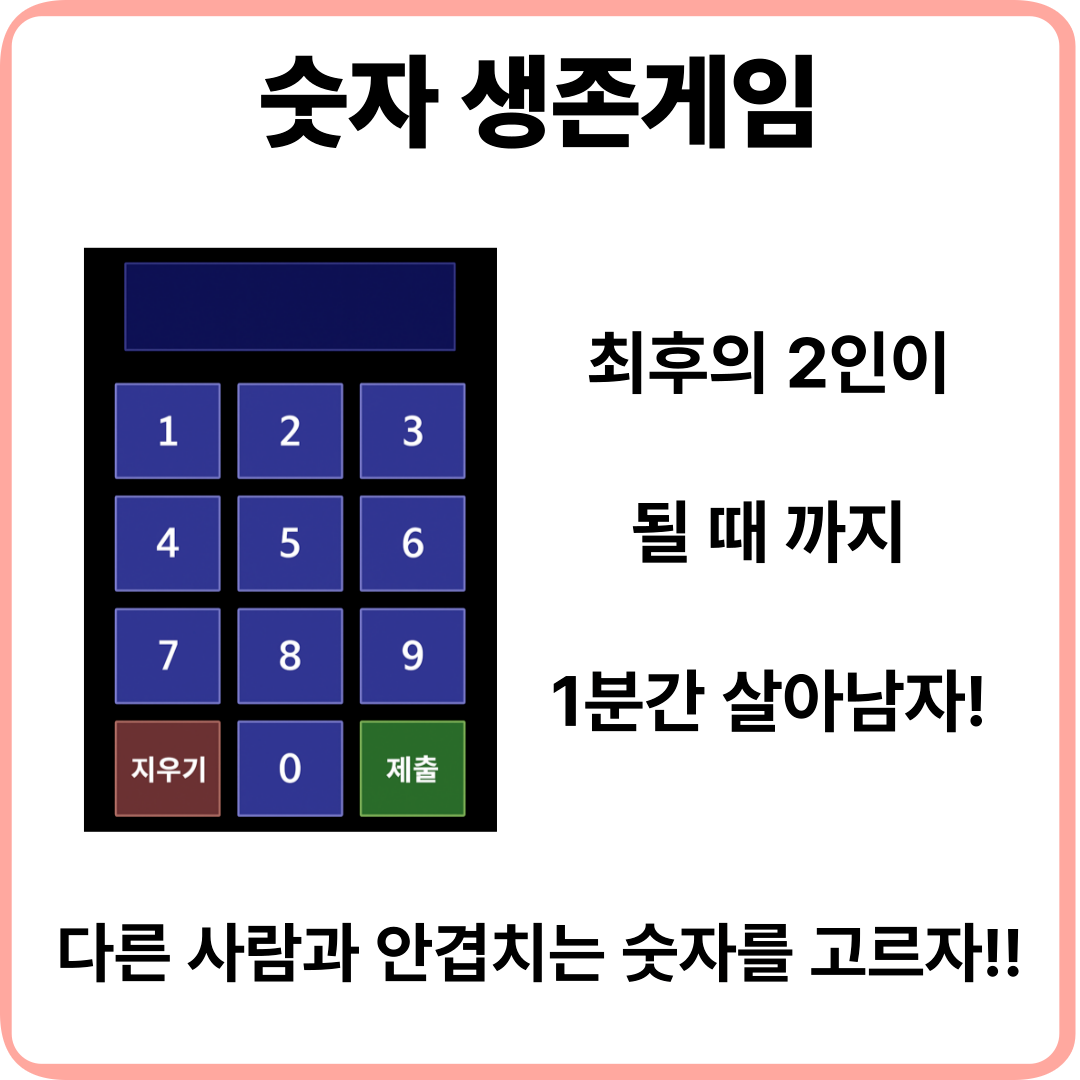 숫자 생존게임
최후의 2인이
될 때 까지
1분간 살아남자!
1 2 3
4 5 6
7 8 9
지우기 0 제출
다른 사람과 안겹치는 숫자를 고르자!!